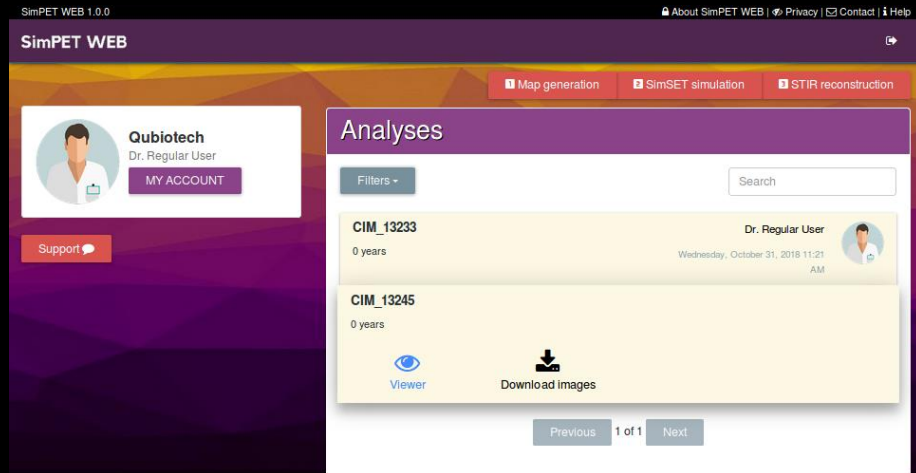 SimPET WEB 1.0.0
About SimPET WEB | Privacy | Contact | Help
SimPET WEB
1 Map generation 2 SimSET simulation 3 STIR reconstruction
Qubiotech
Dr. Regular User
MY ACCOUNT
Support
Analyses
Filters
Search
CIM_13233
Dr. Regular User
0 years
Wednesday, October 31, 2018 11:21
AM
CIM_13245
0 years
Viewer
Download images
Previous 1 of 1 Next